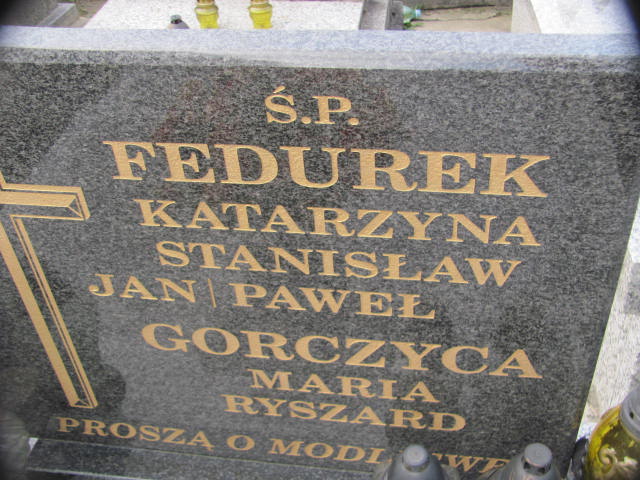 Ś.P.
FEDUREK
KATARZYNA
STANISŁAW
JAN | PAWEŁ
GORCZYCA
MARIA
RYSZARD
PROSZĄ O